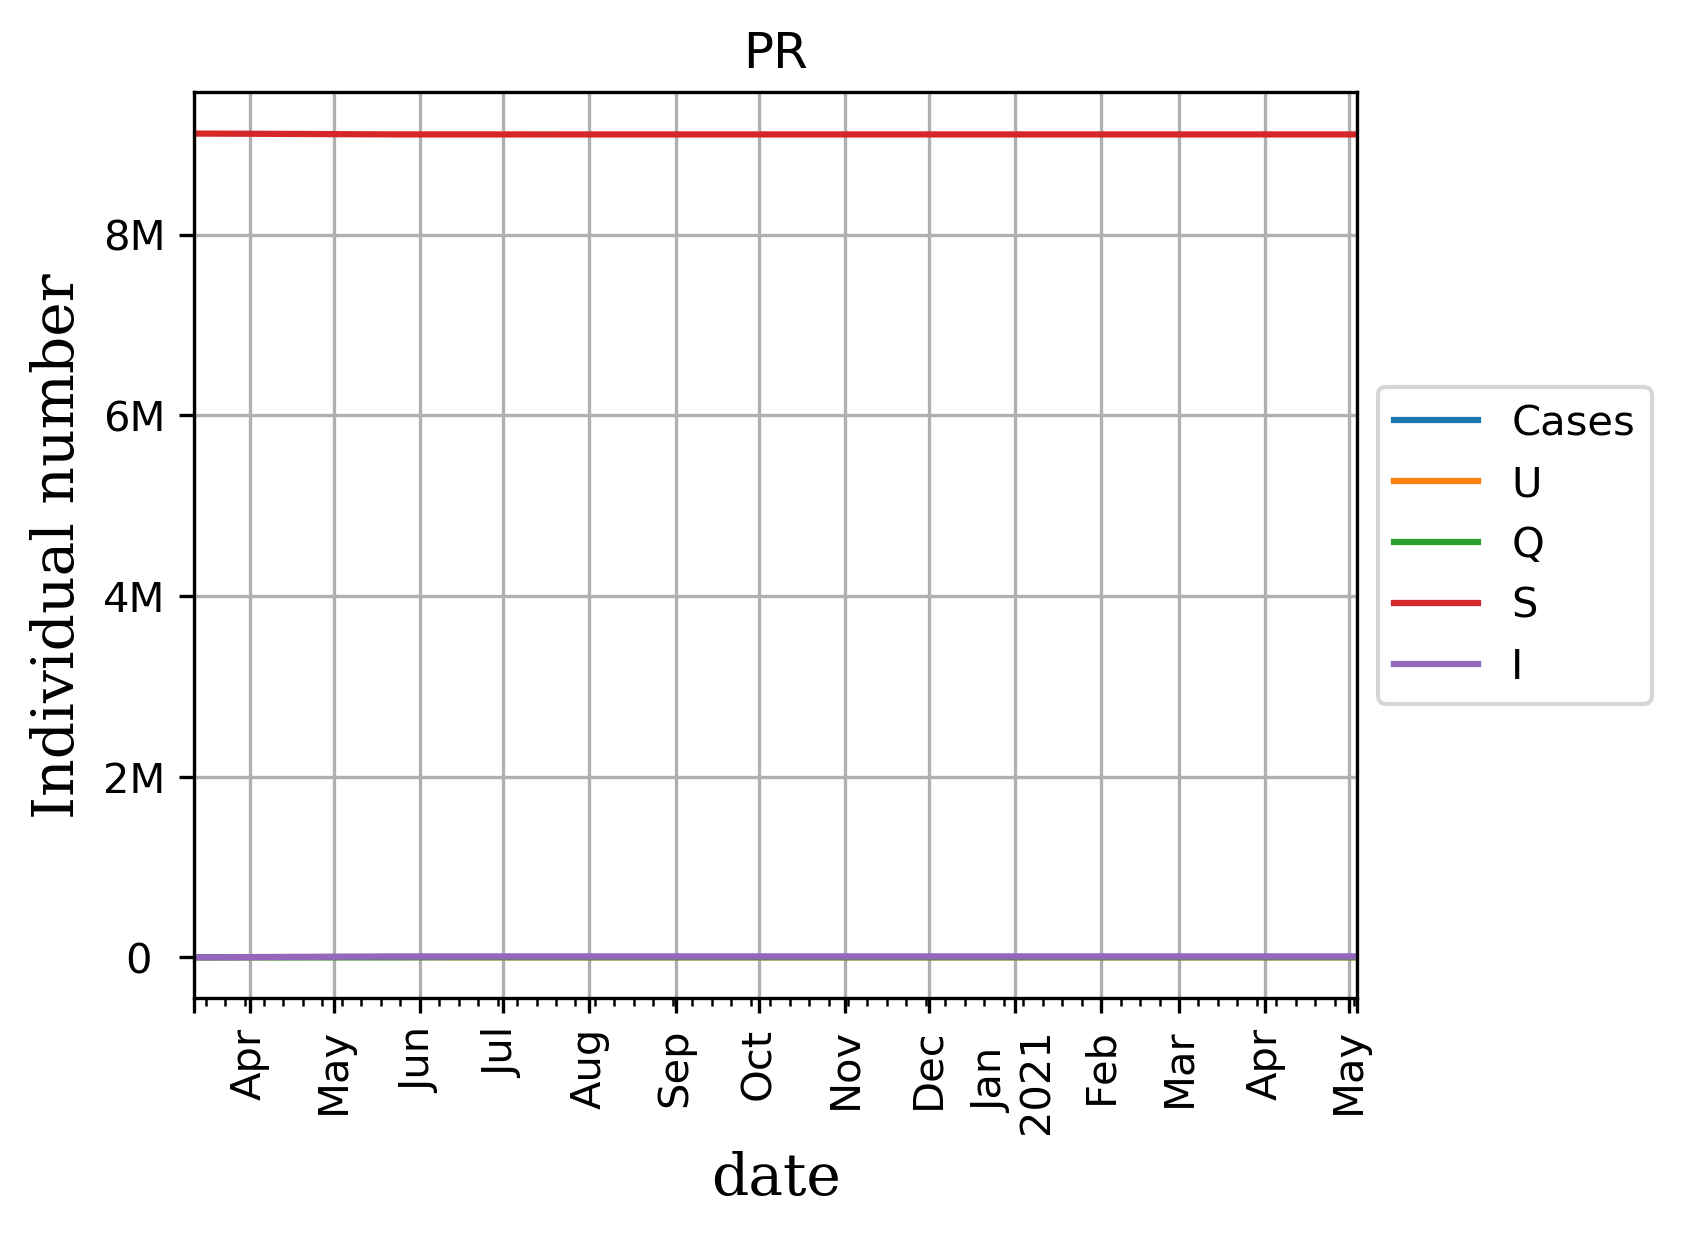 PR
Individual number
8M
6M
4M
2M
0
Apr
May
Jun
Jul
Aug
Sep
Oct
Nov
Dec
Jan
2021
Feb
Mar
Apr
May
date
Cases
U
Q
S
I